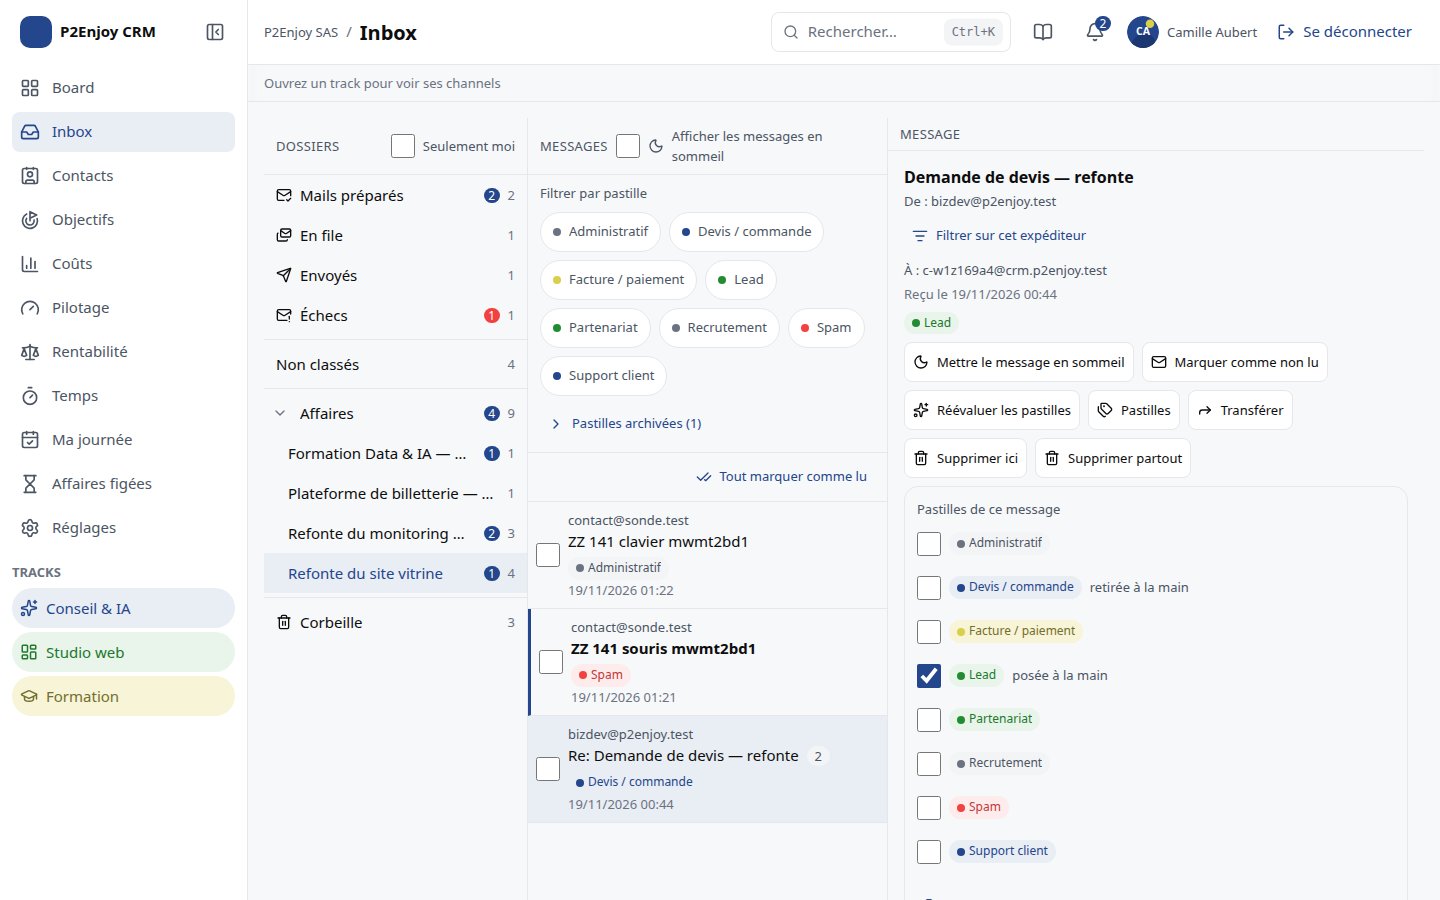 P2Enjoy CRM
Board
Inbox
Contacts
Objectifs
Coûts
Pilotage
Rentabilité
Temps
Ma journée
Affaires figées
Réglages
TRACKS
Conseil & IA
Studio web
Formation
P2Enjoy SAS / Inbox
Rechercher...
Ctrl+K
2
CA
Camille Aubert
Se déconnecter
Ouvrez un track pour voir ses channels
DOSSIERS
Seulement moi
Mails préparés 2 2
En file 1
Envoyés 1
Échecs 1 1
Non classés 4
Affaires 4 9
Formation Data & IA — ... 1 1
Plateforme de billetterie — ... 1
Refonte du monitoring ... 2 3
Refonte du site vitrine 1 4
Corbeille 3
MESSAGES
Afficher les messages en
sommeil
Filtrer par pastille
Administratif
Devis / commande
Facture / paiement
Lead
Partenariat
Recrutement
Spam
Support client
Pastilles archivées (1)
Tout marquer comme lu
contact@sonde.test
ZZ 141 clavier mwmt2bd1
Administratif
19/11/2026 01:22
contact@sonde.test
ZZ 141 souris mwmt2bd1
Spam
19/11/2026 01:21
bizdev@p2enjoy.test
Re: Demande de devis — refonte 2
Devis / commande
19/11/2026 00:44
MESSAGE
Demande de devis — refonte
De : bizdev@p2enjoy.test
Filtrer sur cet expéditeur
À : c-w1z169a4@crm.p2enjoy.test
Reçu le 19/11/2026 00:44
Lead
Mettre le message en sommeil
Marquer comme non lu
Réévaluer les pastilles
Pastilles
Transférer
Supprimer ici
Supprimer partout
Pastilles de ce message
Administratif
Devis / commande retirée à la main
Facture / paiement
Lead posée à la main
Partenariat
Recrutement
Spam
Support client